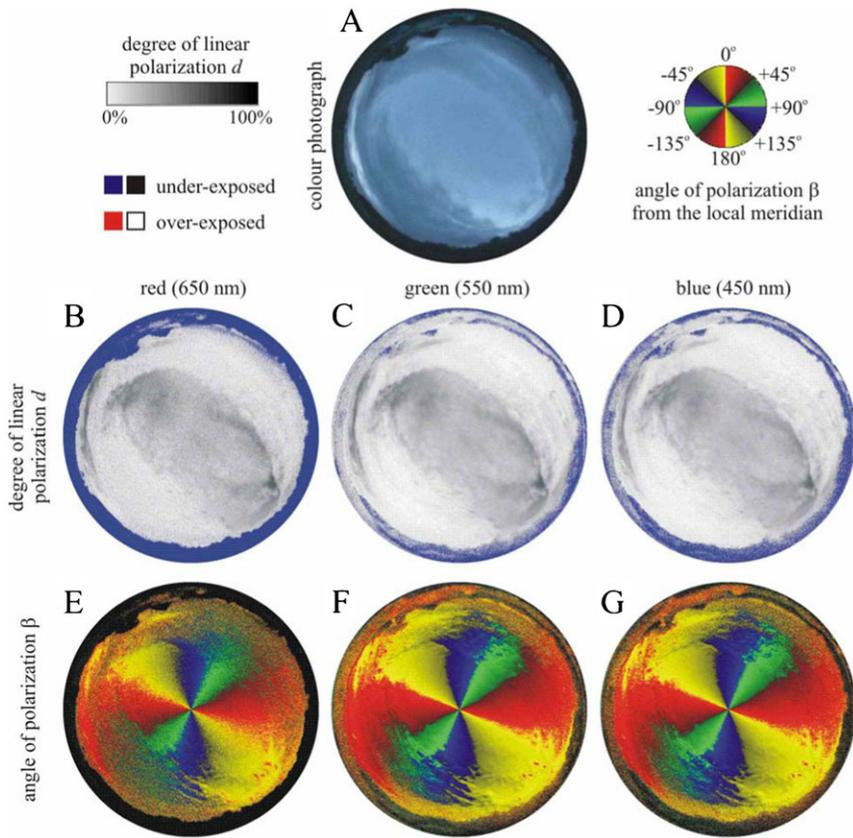 A
degree of linear
polarization d
0%
100%
under-exposed
over-exposed
colour photograph
0°
-45°
+45°
-90°
+90°
-135°
+135°
180°
angle of polarization β
from the local meridian
red (650 nm)
green (550 nm)
blue (450 nm)
B
C
D
degree of linear
polarization d
E
F
G
angle of polarization β